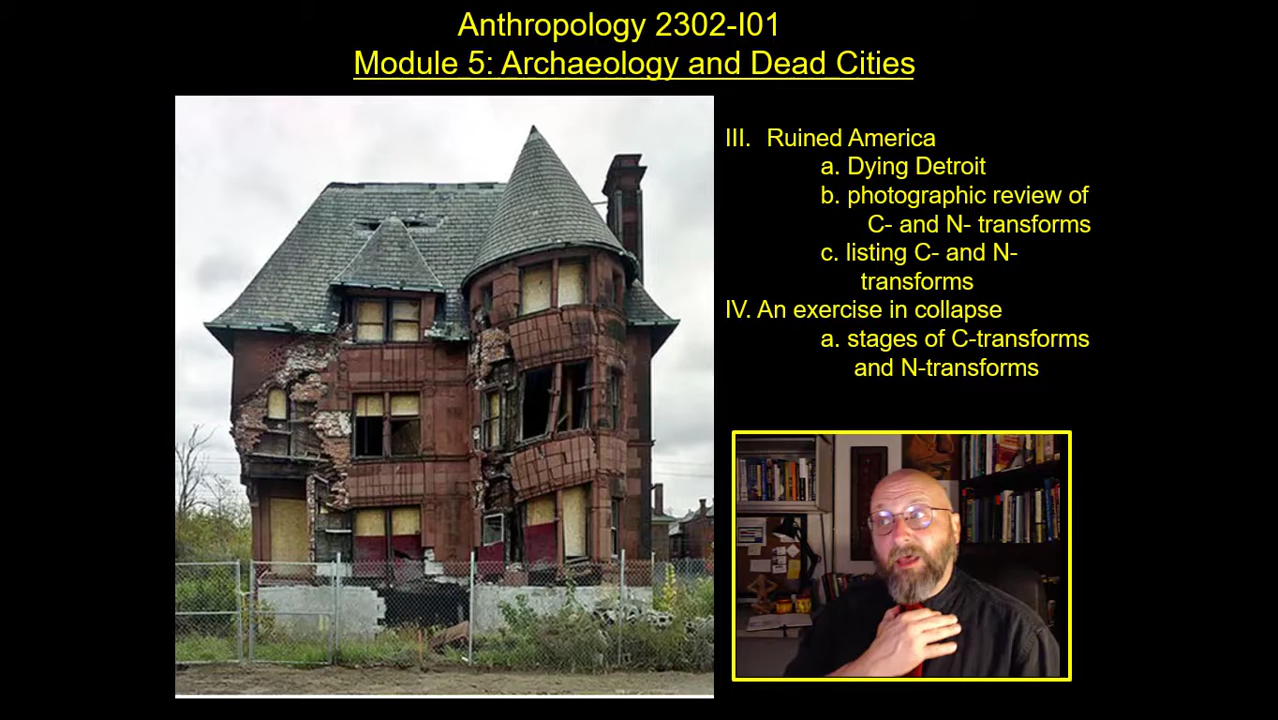 Anthropology 2302-I01
Module 5: Archaeology and Dead Cities
III. Ruined America
a. Dying Detroit
b. photographic review of
C- and N- transforms
c. listing C- and N-
transforms
IV. An exercise in collapse
a. stages of C-transforms
and N-transforms